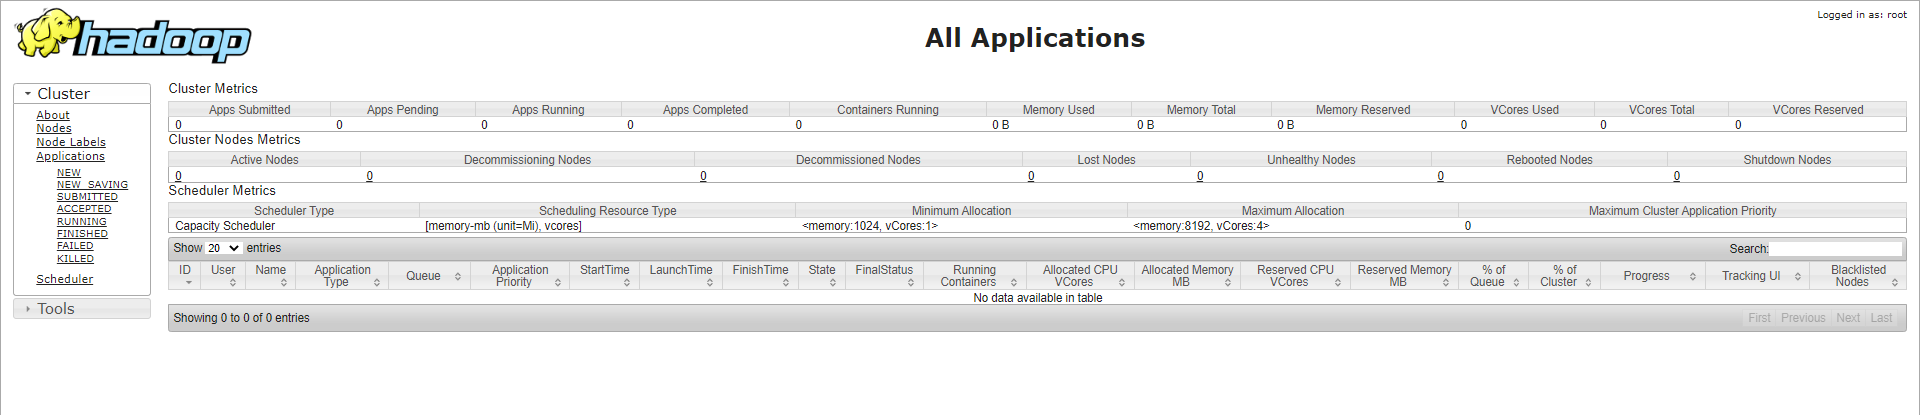 Logged in as: root
hadoop
All Applications
Cluster
About
Nodes
Node Labels
Applications
NEW
NEW_SAVING
SUBMITTED
ACCEPTED
RUNNING
FINISHED
FAILED
KILLED
Scheduler
Tools
Cluster Metrics
Apps Submitted Apps Pending Apps Running Apps Completed Containers Running Memory Used Memory Total Memory Reserved VCores Used VCores Total VCores Reserved
0 0 0 0 0 0 B 0 B 0 B 0 0 0
Cluster Nodes Metrics
Active Nodes Decommissioning Nodes Decommissioned Nodes Lost Nodes Unhealthy Nodes Rebooted Nodes Shutdown Nodes
0 0 0 0 0 0 0
Scheduler Metrics
Scheduler Type Scheduling Resource Type Minimum Allocation Maximum Allocation Maximum Cluster Application Priority
Capacity Scheduler [memory-mb (unit=Mi), vcores] <memory:1024, vCores:1> <memory:8192, vCores:4> 0
Show 20 entries Search:
ID User Name Application Type Queue Application Priority StartTime LaunchTime FinishTime State FinalStatus Running Containers Allocated CPU VCores Allocated Memory MB Reserved CPU VCores Reserved Memory MB % of Queue % of Cluster Progress Tracking UI Blacklisted Nodes
No data available in table
Showing 0 to 0 of 0 entries First Previous Next Last